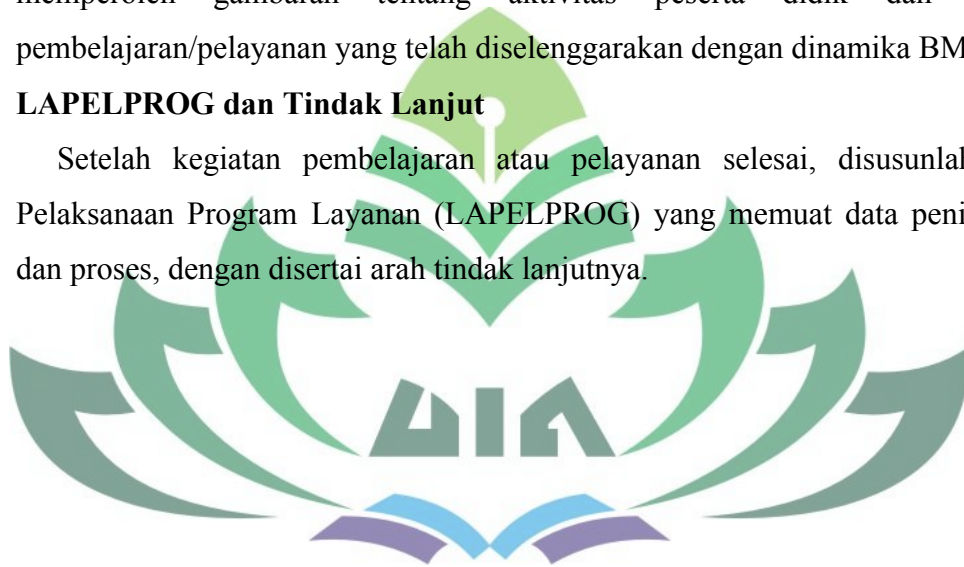 memperoleh gambaran tentang aktivitas peserta didik dan
pembelajaran/pelayanan yang telah diselenggarakan dengan dinamika BM
LAPELPROG dan Tindak Lanjut
Setelah kegiatan pembelajaran atau pelayanan selesai, disusunla
Pelaksanaan Program Layanan (LAPELPROG) yang memuat data peni
dan proses, dengan disertai arah tindak lanjutnya.
UIN